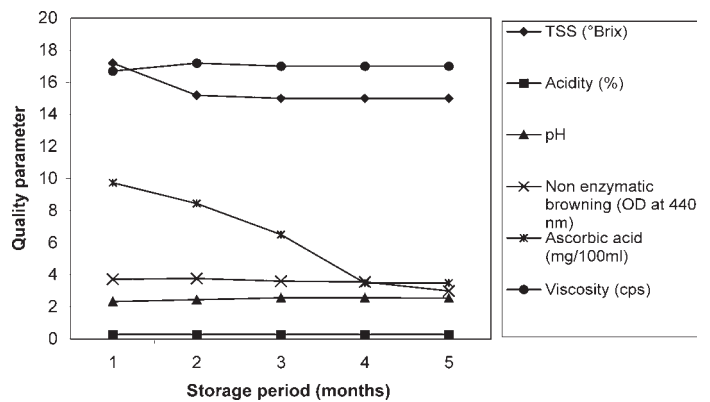 20
18
16
14
12
10
8
6
4
2
0
Quality parameter
1 2 3 4 5
Storage period (months)
TSS (°Brix)
Acidity (%)
pH
Non enzymatic
browning (OD at 440
nm)
Ascorbic acid
(mg/100ml)
Viscosity (cps)